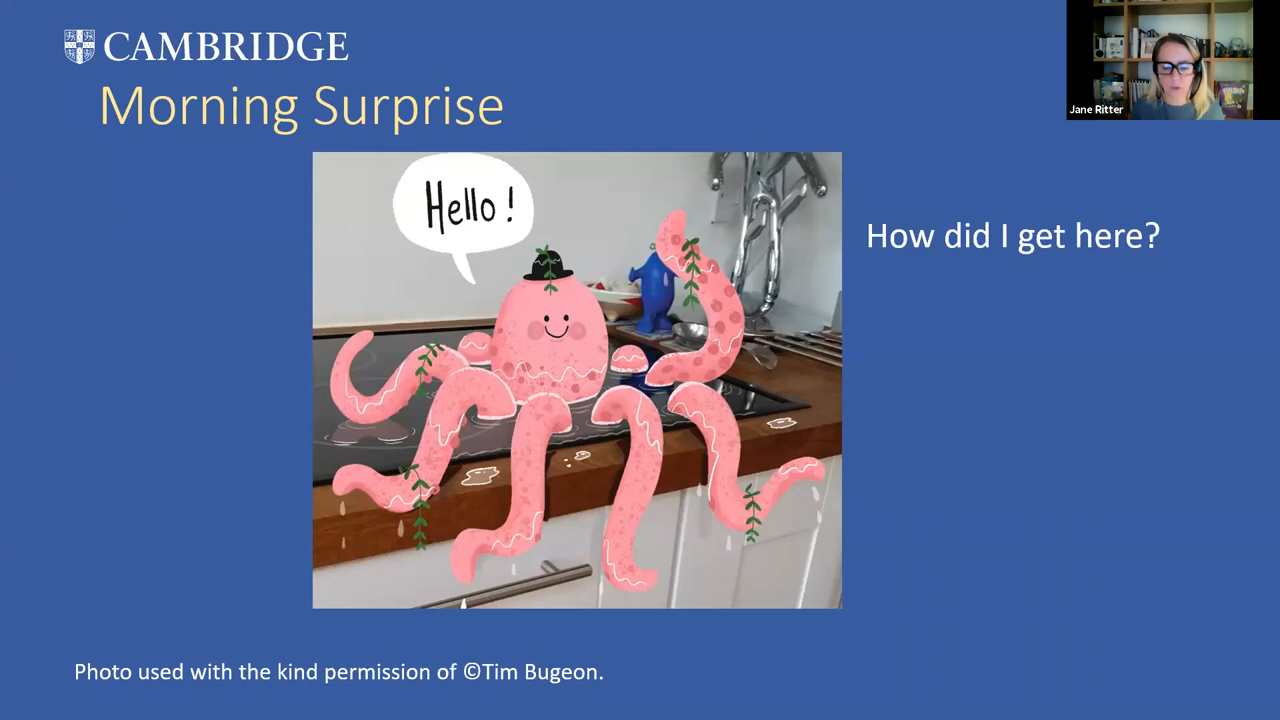 CAMBRIDGE
Morning Surprise
Jane Ritter
Hello !
How did I get here?
Photo used with the kind permission of ©Tim Bugeon.